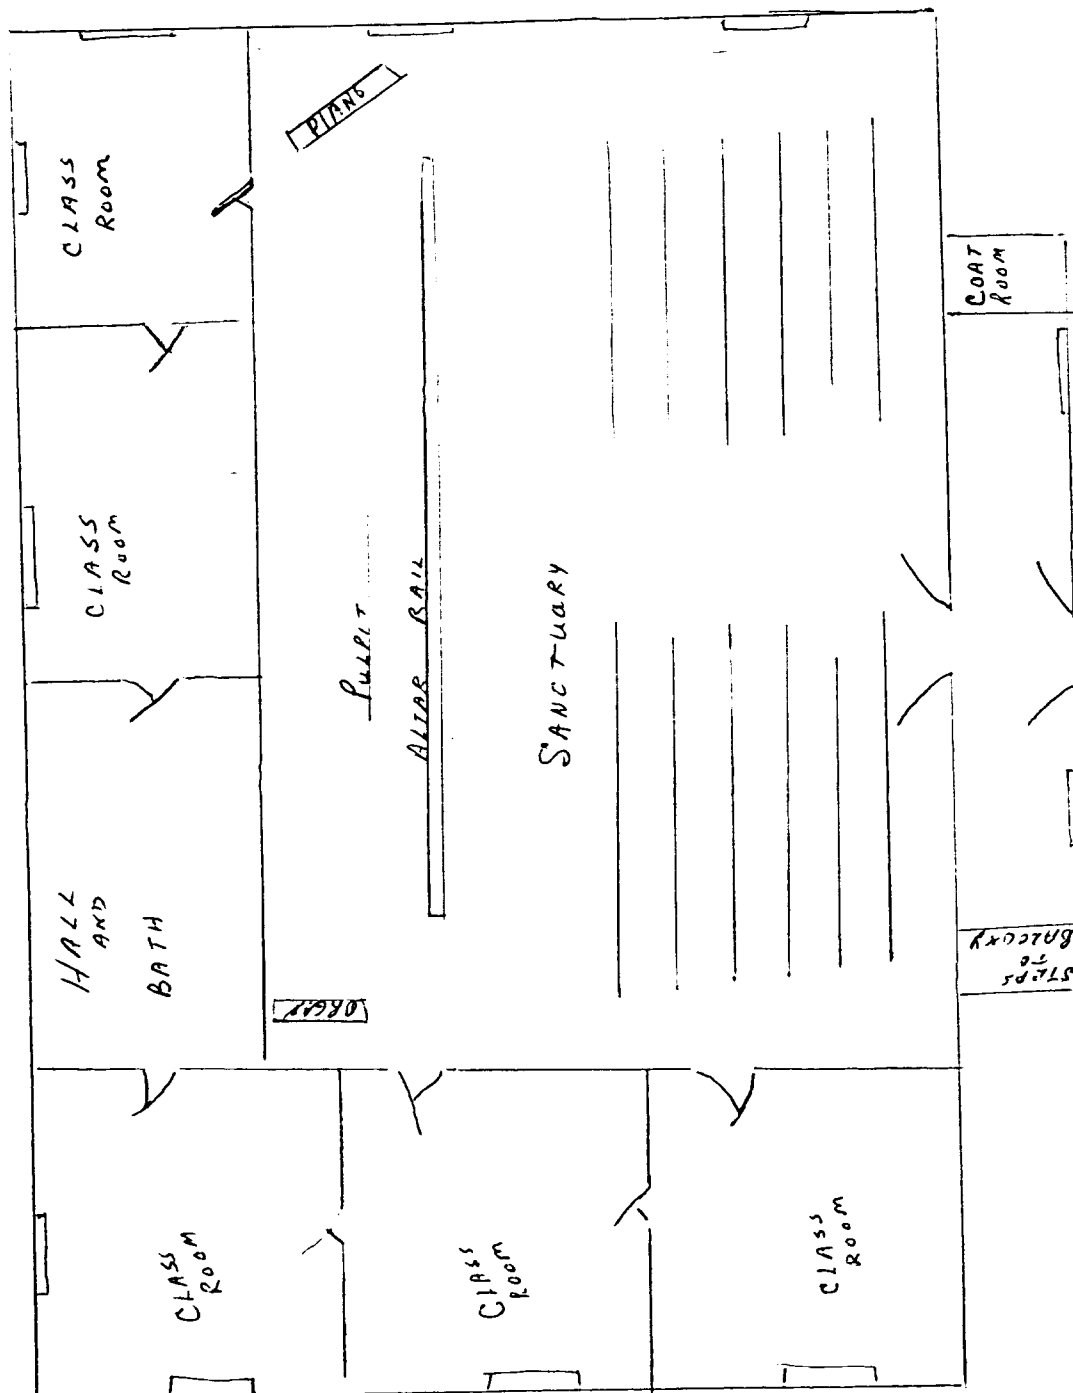 CLASS
ROOM
CLASS
ROOM
HALL
AND
BATH
PIANO
PULPIT
ALTAR RAIL
SANCTUARY
ORGAN
COAT
ROOM
STEPS
TO
BALCONY
CLASS
ROOM
CLASS
ROOM
CLASS
ROOM